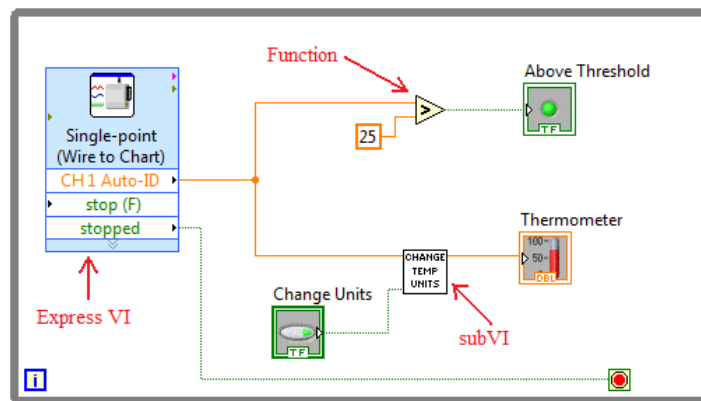 Function
Above Threshold
>
TF
25
Single-point
(Wire to Chart)
CH 1 Auto-ID
stop (F)
stopped
Express VI
Thermometer
100-
50-
DBL
CHANGE
TEMP
UNITS
Change Units
TF
subVI
i